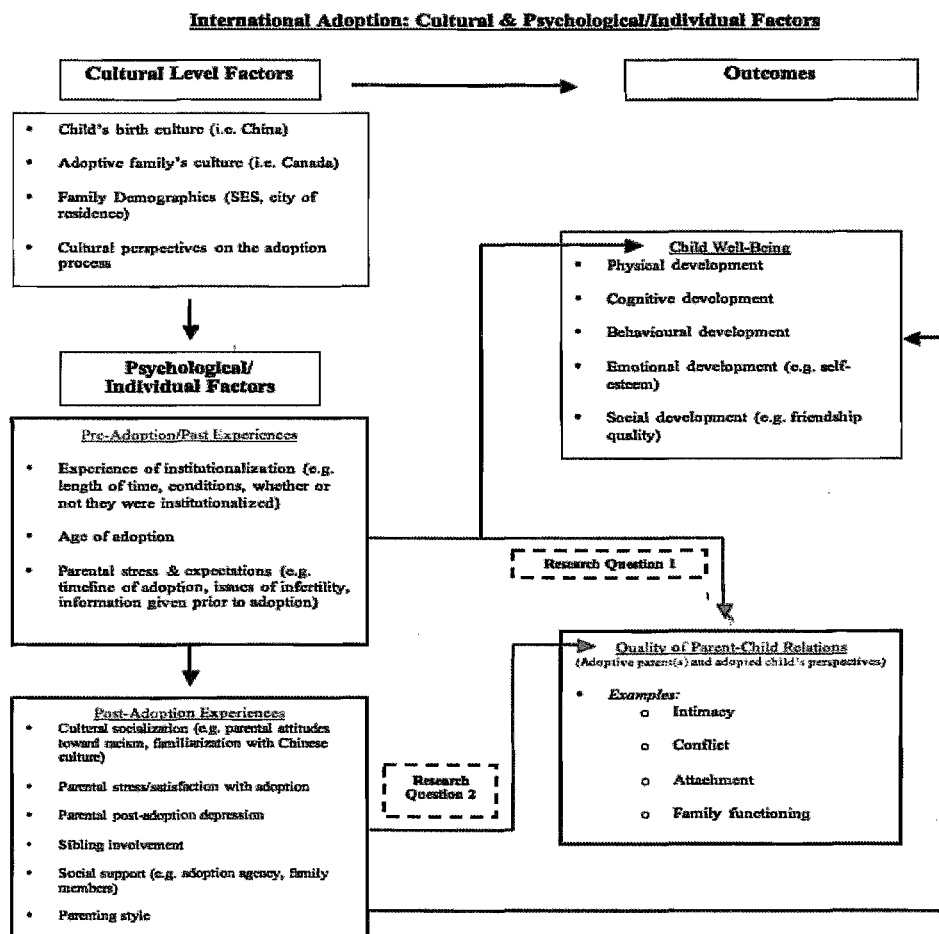 International Adoption: Cultural & Psychological/Individual Factors
Cultural Level Factors
Outcomes
• Child's birth culture (i.e. China)
• Adoptive family's culture (i.e. Canada)
• Family Demographics (SES, city of
residence)
• Cultural perspectives on the adoption
process
Child Well-Being
• Physical development
• Cognitive development
• Behavioural development
• Emotional development (e.g. self-
esteem)
• Social development (e.g. friendship
quality)
Psychological/
Individual Factors
Pre-Adoption/Past Experiences
• Experience of institutionalization (e.g.
length of time, conditions, whether or
not they were institutionalized)
• Age of adoption
• Parental stress & expectations (e.g.
timeline of adoption, issues of infertility,
information given prior to adoption)
Research Question 1
Quality of Parent-Child Relations
(Adoptive parent(s) and adopted child's perspectives)
• Examples:
o Intimacy
o Conflict
o Attachment
o Family functioning
Post-Adoption Experiences
• Cultural socialization (e.g. parental attitudes
toward racism, familiarization with Chinese
culture)
• Parental stress/satisfaction with adoption
• Parental post-adoption depression
• Sibling involvement
• Social support (e.g. adoption agency, family
members)
• Parenting style
Research
Question 2